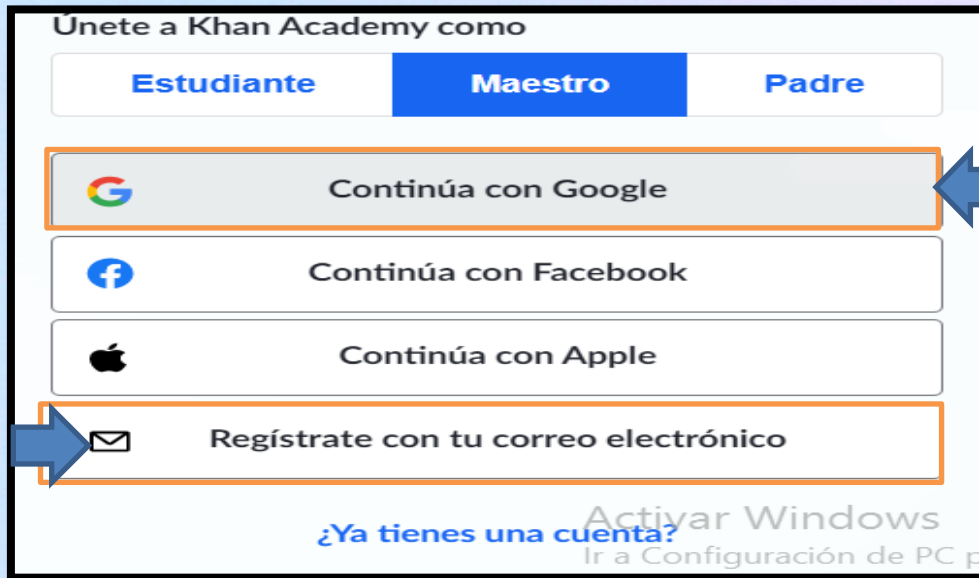 Únete a Khan Academy como
Estudiante Maestro Padre
Continúa con Google
Continúa con Facebook
Continúa con Apple
Regístrate con tu correo electrónico
¿Ya tienes una cuenta?
Activar Windows
Ir a Configuración de PC p